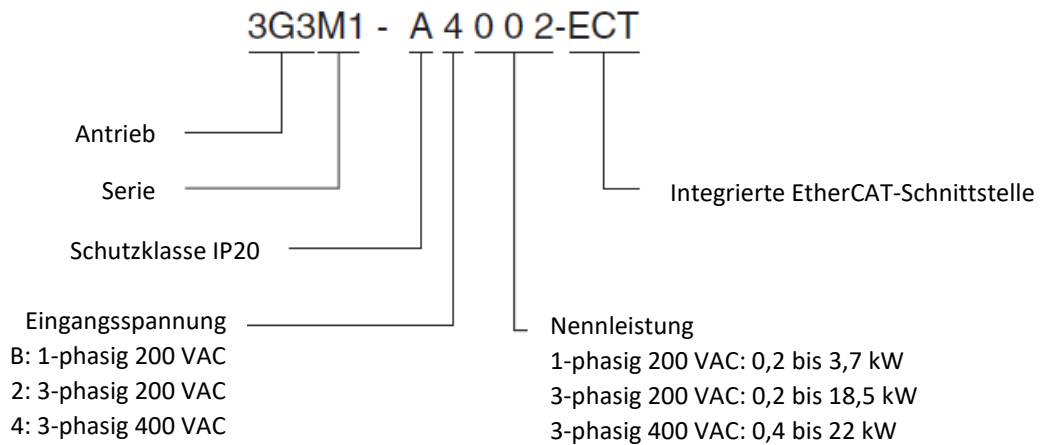 3G3M1 - A 4 0 0 2-ECT
Antrieb
Serie
Integrierte EtherCAT-Schnittstelle
Schutzklasse IP20
Eingangsspannung
B: 1-phasig 200 VAC
2: 3-phasig 200 VAC
4: 3-phasig 400 VAC
Nennleistung
1-phasig 200 VAC: 0,2 bis 3,7 kW
3-phasig 200 VAC: 0,2 bis 18,5 kW
3-phasig 400 VAC: 0,4 bis 22 kW